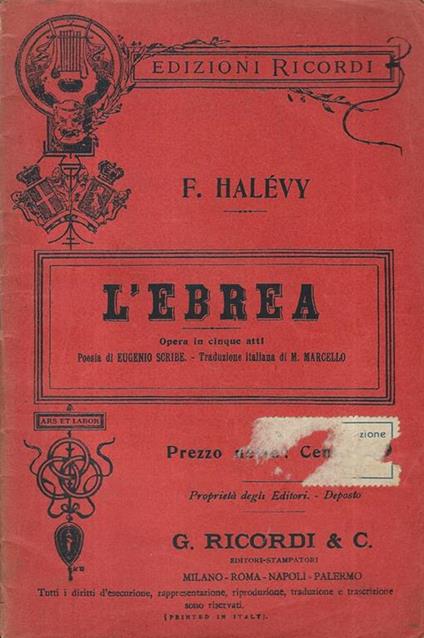 EDIZIONI RICORDI
F. HALÉVY
L'EBREA
Opera in cinque atti
Poesia di EUGENIO SCRIBE. - Traduzione italiana di M. MARCELLO
ARS ET LABOR
zione
Prezzo
Proprietà degli Editori. - Deposto
G. RICORDI & C.
EDITORI-STAMPATORI
MILANO - ROMA - NAPOLI - PALERMO
Tutti i diritti d'esecuzione, rappresentazione, riproduzione, traduzione e trascrizione
sono riservati.
(PRINTED IN ITALY).